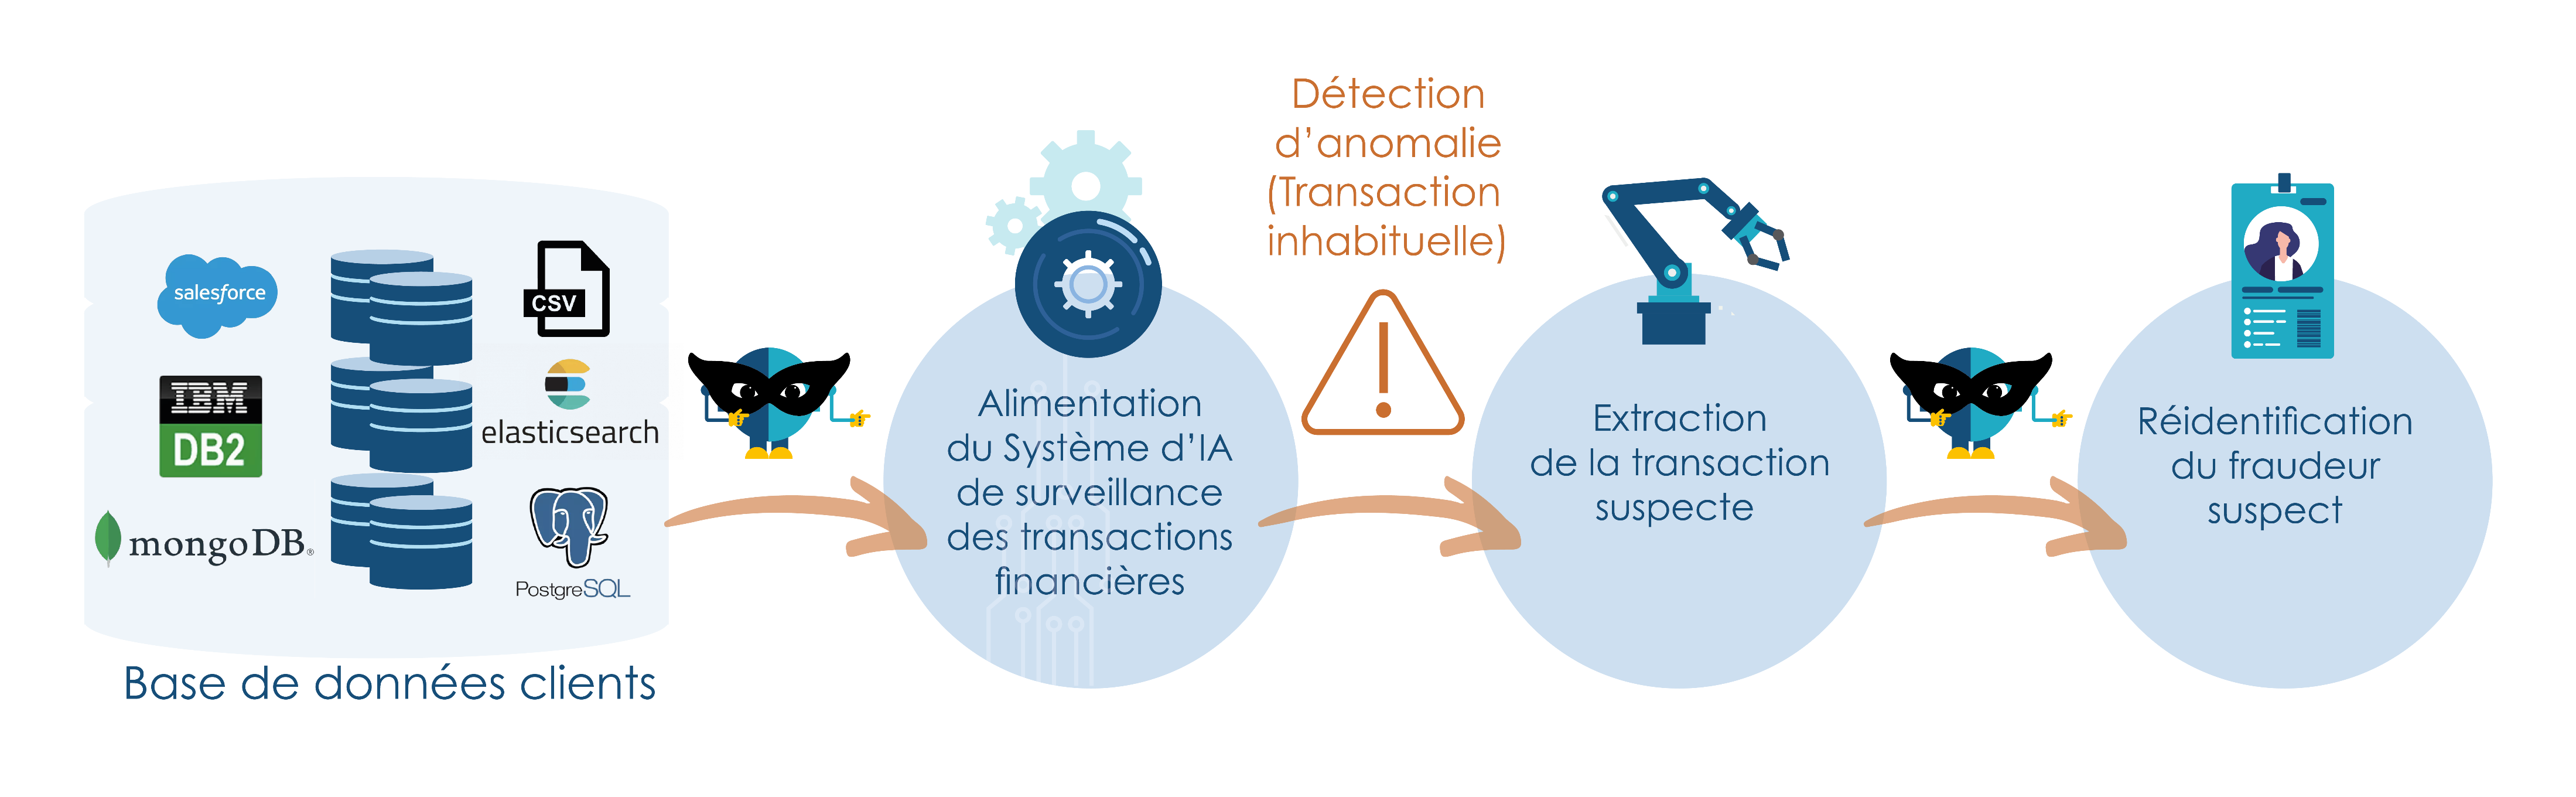 salesforce
CSV
IBM
DB2
elasticsearch
mongoDB®
PostgreSQL
Base de données clients
Alimentation
du Système d’IA
de surveillance
des transactions
financières
Détection
d’anomalie
(Transaction
inhabituelle)
Extraction
de la transaction
suspecte
Réidentification
du fraudeur
suspect